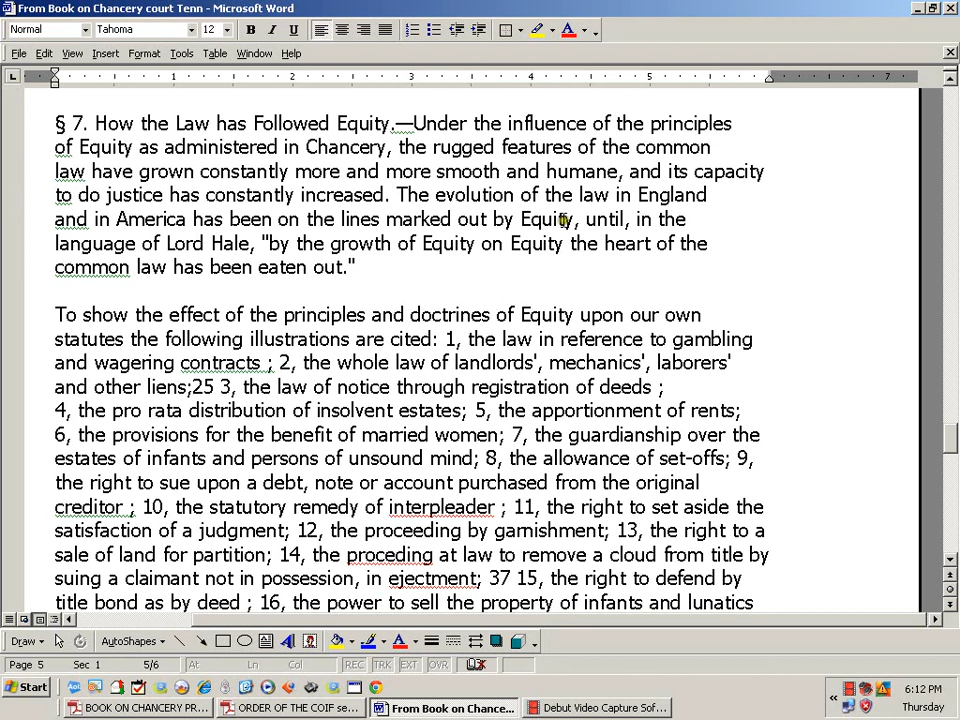 From Book on Chancery court Tenn - Microsoft Word
Normal Tahoma 12 B I U
File Edit View Insert Format Tools Table Window Help
1 2 3 4 5 7
§ 7. How the Law has Followed Equity.—Under the influence of the principles
of Equity as administered in Chancery, the rugged features of the common
law have grown constantly more and more smooth and humane, and its capacity
to do justice has constantly increased. The evolution of the law in England
and in America has been on the lines marked out by Equity, until, in the
language of Lord Hale, "by the growth of Equity on Equity the heart of the
common law has been eaten out."
To show the effect of the principles and doctrines of Equity upon our own
statutes the following illustrations are cited: 1, the law in reference to gambling
and wagering contracts ; 2, the whole law of landlords', mechanics', laborers'
and other liens;25 3, the law of notice through registration of deeds ;
4, the pro rata distribution of insolvent estates; 5, the apportionment of rents;
6, the provisions for the benefit of married women; 7, the guardianship over the
estates of infants and persons of unsound mind; 8, the allowance of set-offs; 9,
the right to sue upon a debt, note or account purchased from the original
creditor ; 10, the statutory remedy of interpleader ; 11, the right to set aside the
satisfaction of a judgment; 12, the proceeding by garnishment; 13, the right to a
sale of land for partition; 14, the proceding at law to remove a cloud from title by
suing a claimant not in possession, in ejectment; 37 15, the right to defend by
title bond as by deed ; 16, the power to sell the property of infants and lunatics
Draw AutoShapes
Page 5 Sec 1 5/6 At Ln Col REC TRK EXT OVR
Start 6:12 PM
Thursday
BOOK ON CHANCERY PR... ORDER OF THE COIF se... From Book on Chance... Debut Video Capture Sof...